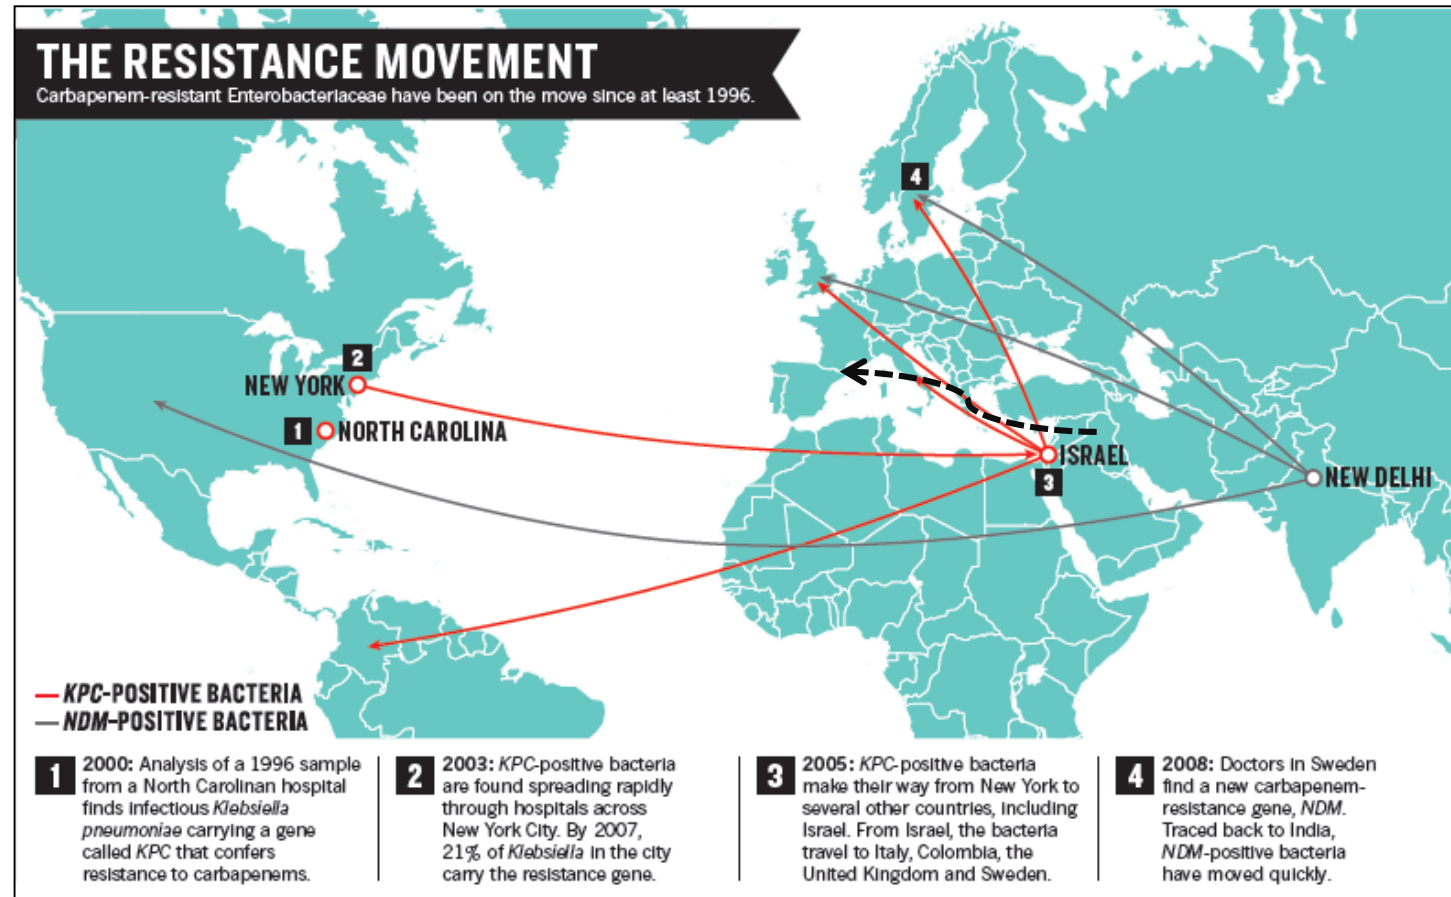 THE RESISTANCE MOVEMENT
Carbapenem-resistant Enterobacteriaceae have been on the move since at least 1996.
4
2
NEW YORK
1 NORTH CAROLINA
ISRAEL
3
NEW DELHI
KPC-POSITIVE BACTERIA
NDM-POSITIVE BACTERIA
1
2000: Analysis of a 1996 sample
from a North Carolinan hospital
finds infectious Klebsiella
pneumoniae carrying a gene
called KPC that confers
resistance to carbapenems.
2
2003: KPC-positive bacteria
are found spreading rapidly
through hospitals across
New York City. By 2007,
21% of Klebsiella in the city
carry the resistance gene.
3
2005: KPC-positive bacteria
make their way from New York to
several other countries, including
Israel. From Israel, the bacteria
travel to Italy, Colombia, the
United Kingdom and Sweden.
4
2008: Doctors in Sweden
find a new carbapenem-
resistance gene, NDM.
Traced back to India,
NDM-positive bacteria
have moved quickly.